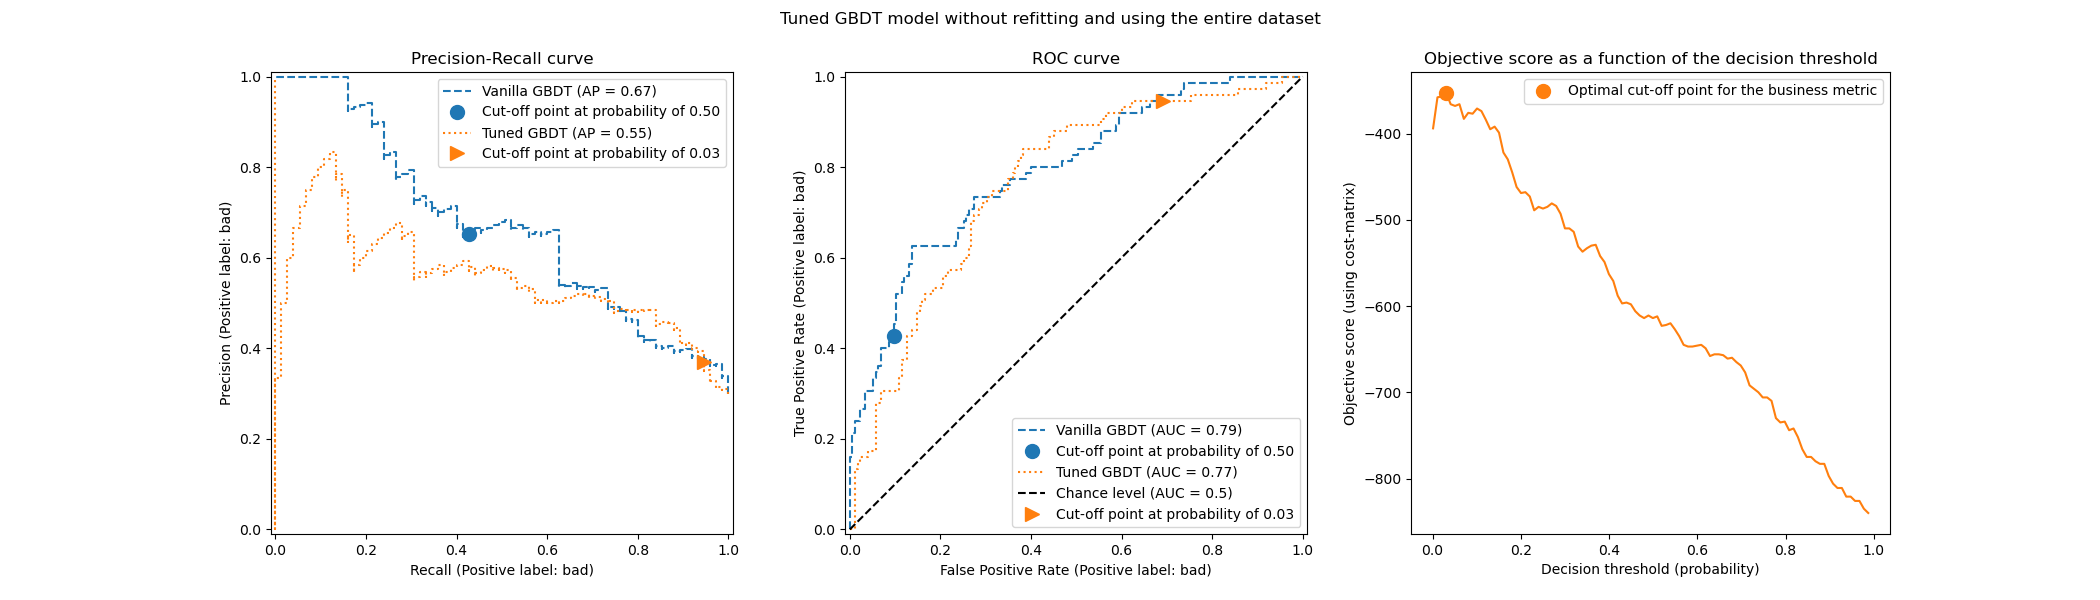 Tuned GBDT model without refitting and using the entire dataset
Precision-Recall curve
Precision (Positive label: bad)
1.0
0.8
0.6
0.4
0.2
0.0
Vanilla GBDT (AP = 0.67)
Cut-off point at probability of 0.50
Tuned GBDT (AP = 0.55)
Cut-off point at probability of 0.03
0.0 0.2 0.4 0.6 0.8 1.0
Recall (Positive label: bad)
ROC curve
True Positive Rate (Positive label: bad)
1.0
0.8
0.6
0.4
0.2
0.0
Vanilla GBDT (AUC = 0.79)
Cut-off point at probability of 0.50
Tuned GBDT (AUC = 0.77)
Chance level (AUC = 0.5)
Cut-off point at probability of 0.03
0.0 0.2 0.4 0.6 0.8 1.0
False Positive Rate (Positive label: bad)
Objective score as a function of the decision threshold
Objective score (using cost-matrix)
Optimal cut-off point for the business metric
−400
−500
−600
−700
−800
0.0 0.2 0.4 0.6 0.8 1.0
Decision threshold (probability)